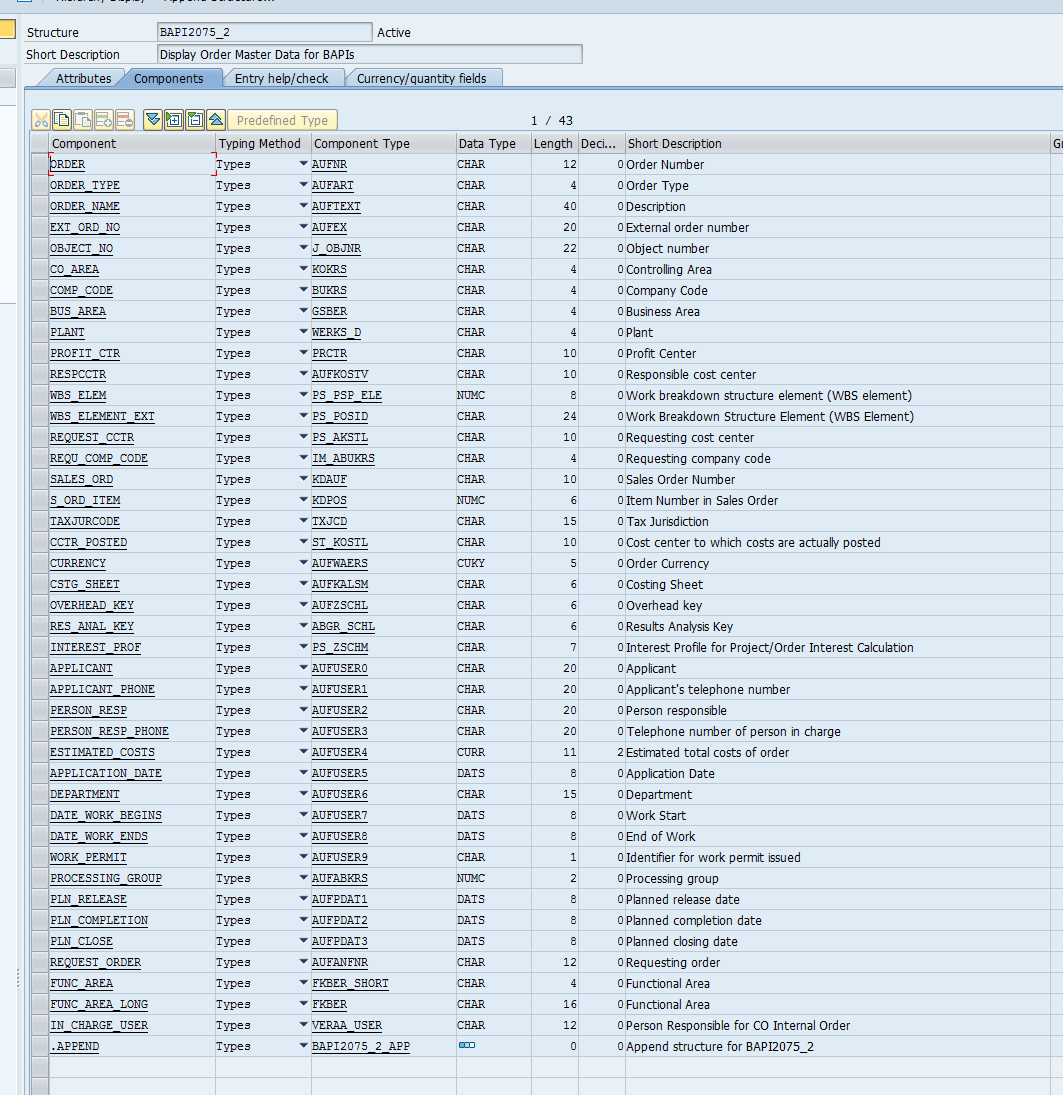 Structure BAPI2075_2 Active
Short Description Display Order Master Data for BAPIs
Attributes Components Entry help/check Currency/quantity fields
Predefined Type 1 / 43
Component Typing Method Component Type Data Type Length Deci... Short Description
ORDER Types AUFNR CHAR 12 0 Order Number
ORDER_TYPE Types AUFART CHAR 4 0 Order Type
ORDER_NAME Types AUFTEXT CHAR 40 0 Description
EXT_ORD_NO Types AUFEX CHAR 20 0 External order number
OBJECT_NO Types J_OBJNR CHAR 22 0 Object number
CO_AREA Types KOKRS CHAR 4 0 Controlling Area
COMP_CODE Types BUKRS CHAR 4 0 Company Code
BUS_AREA Types GSBER CHAR 4 0 Business Area
PLANT Types WERKS_D CHAR 4 0 Plant
PROFIT_CTR Types PRCTR CHAR 10 0 Profit Center
RESPCCTR Types AUFKOSTV CHAR 10 0 Responsible cost center
WBS_ELEM Types PS_PSP_ELE NUMC 8 0 Work breakdown structure element (WBS element)
WBS_ELEMENT_EXT Types PS_POSID CHAR 24 0 Work Breakdown Structure Element (WBS Element)
REQUEST_CCTR Types PS_AKSTL CHAR 10 0 Requesting cost center
REQU_COMP_CODE Types IM_ABUKRS CHAR 4 0 Requesting company code
SALES_ORD Types KDAUF CHAR 10 0 Sales Order Number
S_ORD_ITEM Types KDPOS NUMC 6 0 Item Number in Sales Order
TAXJURCODE Types TXJCD CHAR 15 0 Tax Jurisdiction
CCTR_POSTED Types ST_KOSTL CHAR 10 0 Cost center to which costs are actually posted
CURRENCY Types AUFWAERS CUKY 5 0 Order Currency
CSTG_SHEET Types AUFKALSM CHAR 6 0 Costing Sheet
OVERHEAD_KEY Types AUFZSCHL CHAR 6 0 Overhead key
RES_ANAL_KEY Types ABGR_SCHL CHAR 6 0 Results Analysis Key
INTEREST_PROF Types PS_ZSCHM CHAR 7 0 Interest Profile for Project/Order Interest Calculation
APPLICANT Types AUFUSER0 CHAR 20 0 Applicant
APPLICANT_PHONE Types AUFUSER1 CHAR 20 0 Applicant's telephone number
PERSON_RESP Types AUFUSER2 CHAR 20 0 Person responsible
PERSON_RESP_PHONE Types AUFUSER3 CHAR 20 0 Telephone number of person in charge
ESTIMATED_COSTS Types AUFUSER4 CURR 11 2 Estimated total costs of order
APPLICATION_DATE Types AUFUSER5 DATS 8 0 Application Date
DEPARTMENT Types AUFUSER6 CHAR 15 0 Department
DATE_WORK_BEGINS Types AUFUSER7 DATS 8 0 Work Start
DATE_WORK_ENDS Types AUFUSER8 DATS 8 0 End of Work
WORK_PERMIT Types AUFUSER9 CHAR 1 0 Identifier for work permit issued
PROCESSING_GROUP Types AUFABKRS NUMC 2 0 Processing group
PLN_RELEASE Types AUFPDAT1 DATS 8 0 Planned release date
PLN_COMPLETION Types AUFPDAT2 DATS 8 0 Planned completion date
PLN_CLOSE Types AUFPDAT3 DATS 8 0 Planned closing date
REQUEST_ORDER Types AUFANFNR CHAR 12 0 Requesting order
FUNC_AREA Types FKBER_SHORT CHAR 4 0 Functional Area
FUNC_AREA_LONG Types FKBER CHAR 16 0 Functional Area
IN_CHARGE_USER Types VERAA_USER CHAR 12 0 Person Responsible for CO Internal Order
.APPEND Types BAPI2075_2_APP 0 0 Append structure for BAPI2075_2